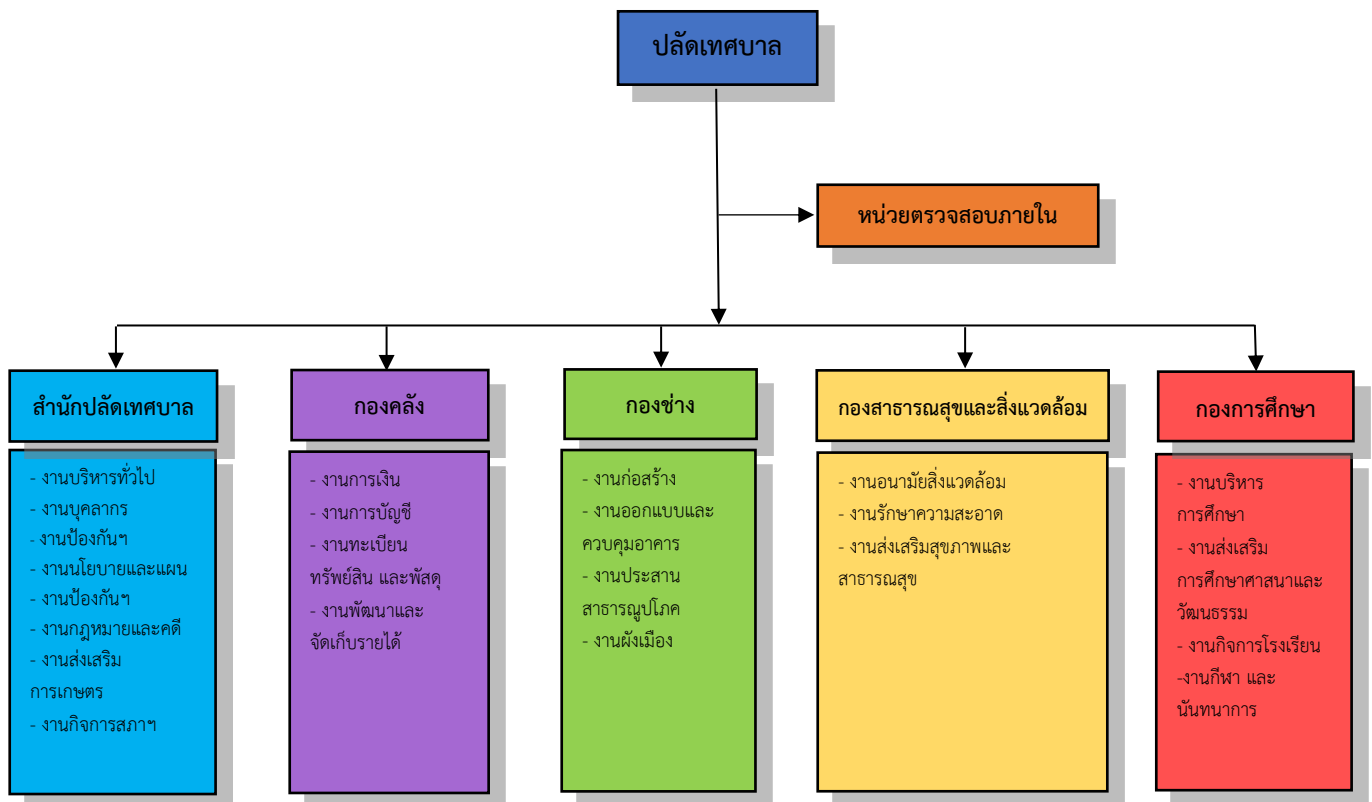 ปลัดเทศบาล
หน่วยตรวจสอบภายใน
สำนักปลัดเทศบาล
- งานบริหารทั่วไป
- งานบุคลากร
- งานป้องกันฯ
- งานนโยบายและแผน
- งานป้องกันฯ
- งานกฎหมายและคดี
- งานส่งเสริม
การเกษตร
- งานกิจการสภาฯ
กองคลัง
- งานการเงิน
- งานการบัญชี
- งานทะเบียน
ทรัพย์สิน และพัสดุ
- งานพัฒนาและ
จัดเก็บรายได้
กองช่าง
- งานก่อสร้าง
- งานออกแบบและ
ควบคุมอาคาร
- งานประสาน
สาธารณูปโภค
- งานผังเมือง
กองสาธารณสุขและสิ่งแวดล้อม
- งานอนามัยสิ่งแวดล้อม
- งานรักษาความสะอาด
- งานส่งเสริมสุขภาพและ
สาธารณสุข
กองการศึกษา
- งานบริหาร
การศึกษา
- งานส่งเสริม
การศึกษาศาสนาและ
วัฒนธรรม
- งานกิจการโรงเรียน
-งานกีฬา และ
นันทนาการ